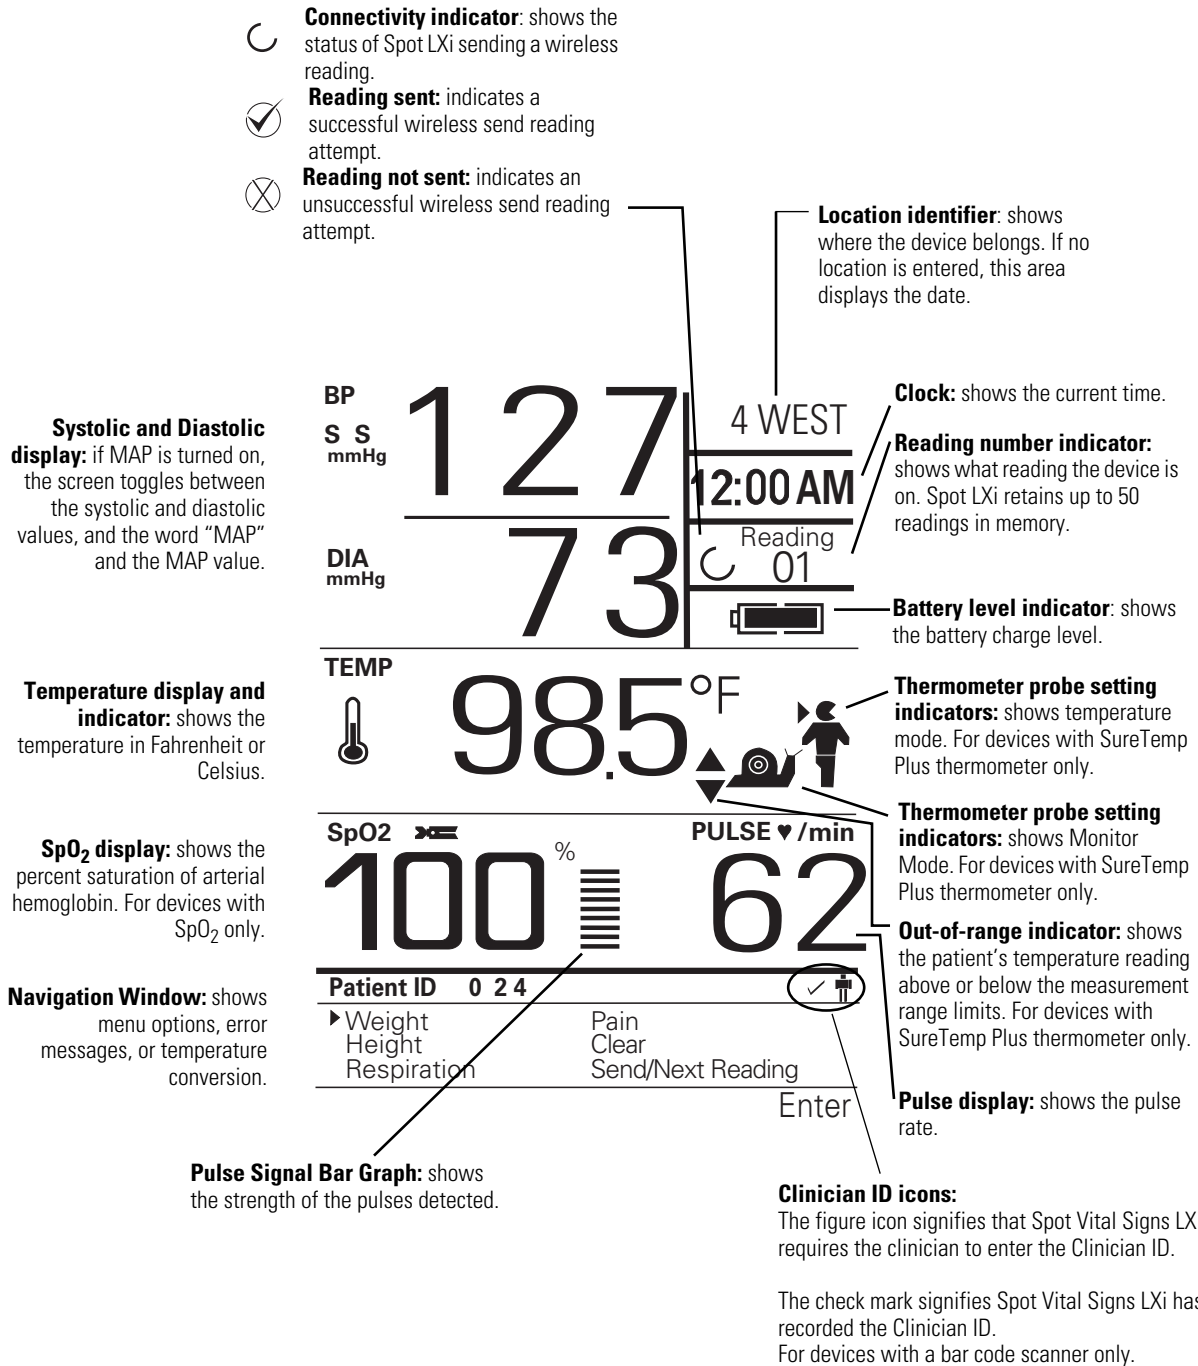 Connectivity indicator: shows the
status of Spot LXi sending a wireless
reading.
Reading sent: indicates a
successful wireless send reading
attempt.
Reading not sent: indicates an
unsuccessful wireless send reading
attempt.
Location identifier: shows
where the device belongs. If no
location is entered, this area
displays the date.
Systolic and Diastolic
display: if MAP is turned on,
the screen toggles between
the systolic and diastolic
values, and the word “MAP”
and the MAP value.
BP
S S
mmHg
127
DIA
mmHg
73
4 WEST
12:00 AM
Reading
01
Clock: shows the current time.
Reading number indicator:
shows what reading the device is
on. Spot LXi retains up to 50
readings in memory.
Battery level indicator: shows
the battery charge level.
Temperature display and
indicator: shows the
temperature in Fahrenheit or
Celsius.
TEMP
98.5 °F
Thermometer probe setting
indicators: shows temperature
mode. For devices with SureTemp
Plus thermometer only.
Thermometer probe setting
indicators: shows Monitor
Mode. For devices with SureTemp
Plus thermometer only.
SpO2 display: shows the
percent saturation of arterial
hemoglobin. For devices with
SpO2 only.
SpO2
100 %
PULSE ♥ /min
62
Out-of-range indicator: shows
the patient’s temperature reading
above or below the measurement
range limits. For devices with
SureTemp Plus thermometer only.
Navigation Window: shows
menu options, error
messages, or temperature
conversion.
Patient ID 0 2 4
Weight Pain
Height Clear
Respiration Send/Next Reading
Enter
Pulse display: shows the pulse
rate.
Pulse Signal Bar Graph: shows
the strength of the pulses detected.
Clinician ID icons:
The figure icon signifies that Spot Vital Signs LX
requires the clinician to enter the Clinician ID.
The check mark signifies Spot Vital Signs LXi has
recorded the Clinician ID.
For devices with a bar code scanner only.